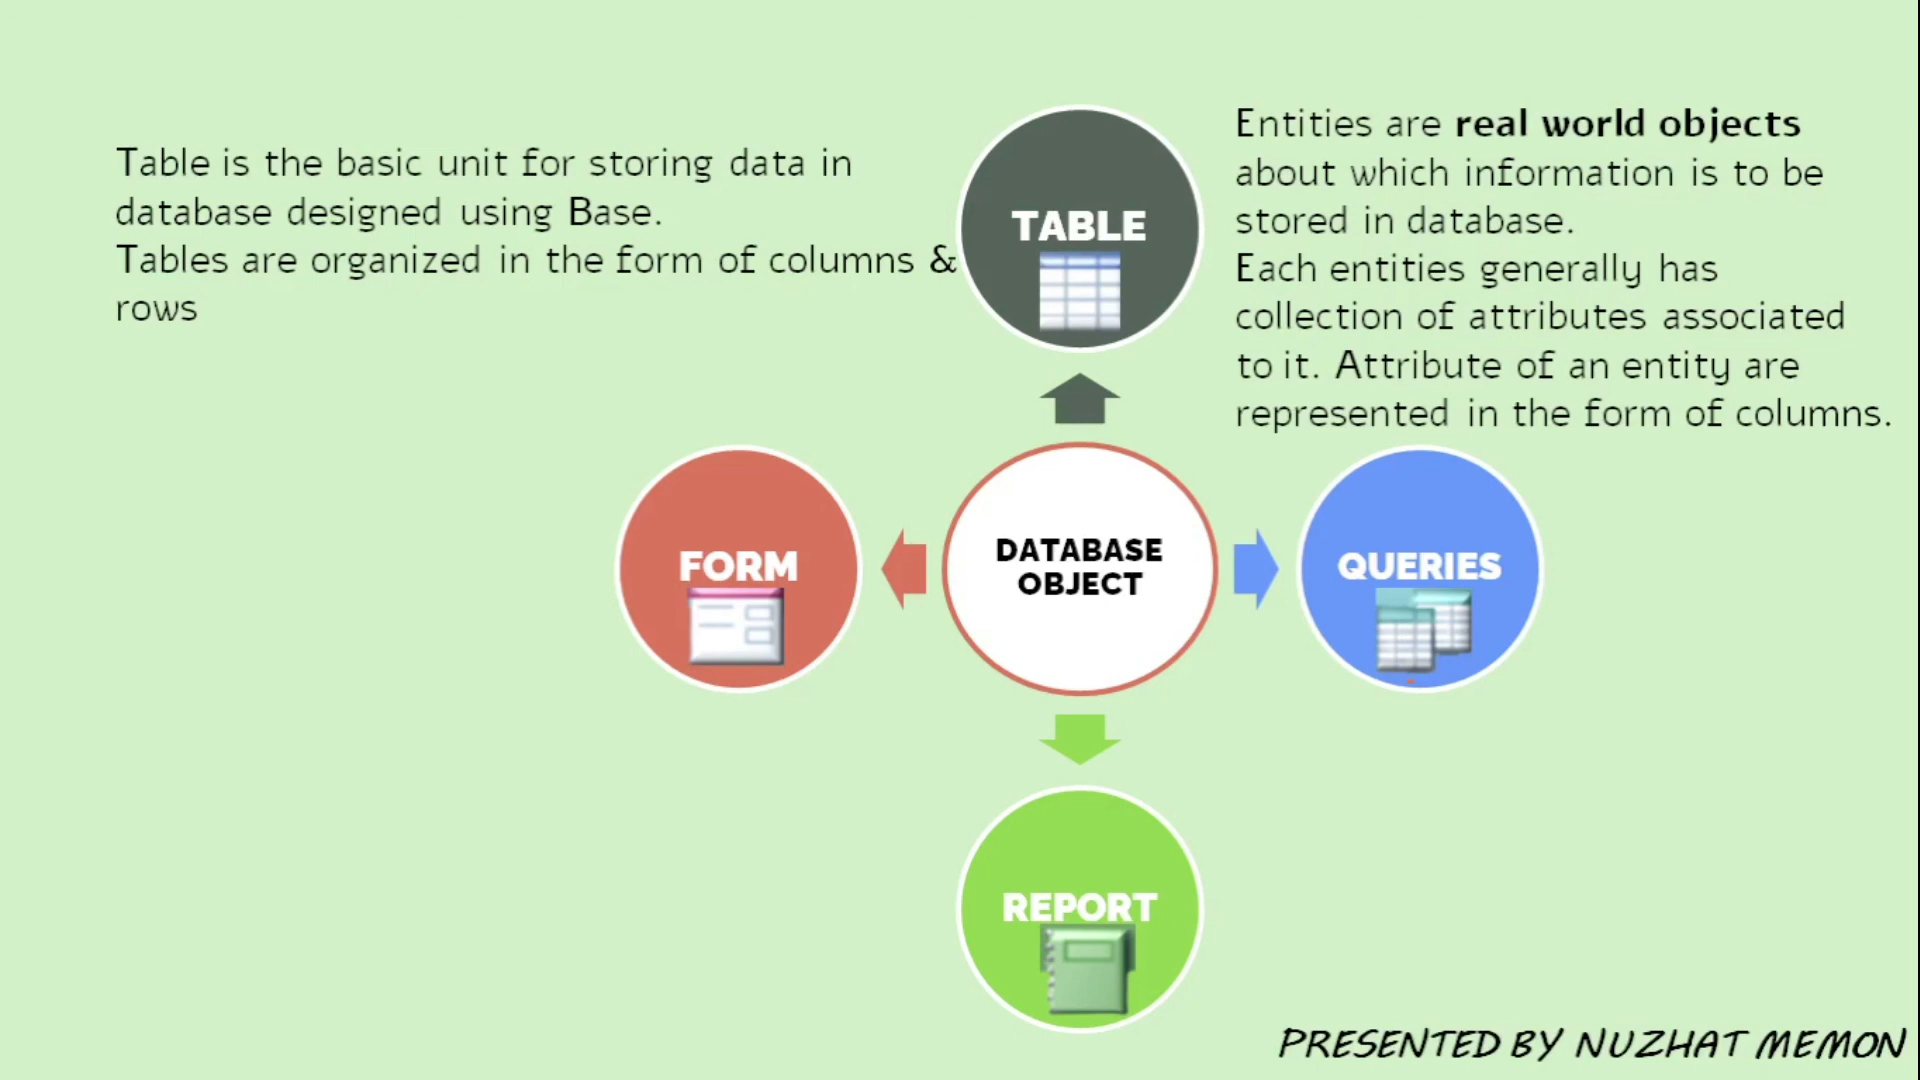 Table is the basic unit for storing data in
database designed using Base.
Tables are organized in the form of columns &
rows
TABLE
Entities are real world objects
about which information is to be
stored in database.
Each entities generally has
collection of attributes associated
to it. Attribute of an entity are
represented in the form of columns.
FORM
DATABASE
OBJECT
QUERIES
REPORT
PRESENTED BY NUZHAT MEMON